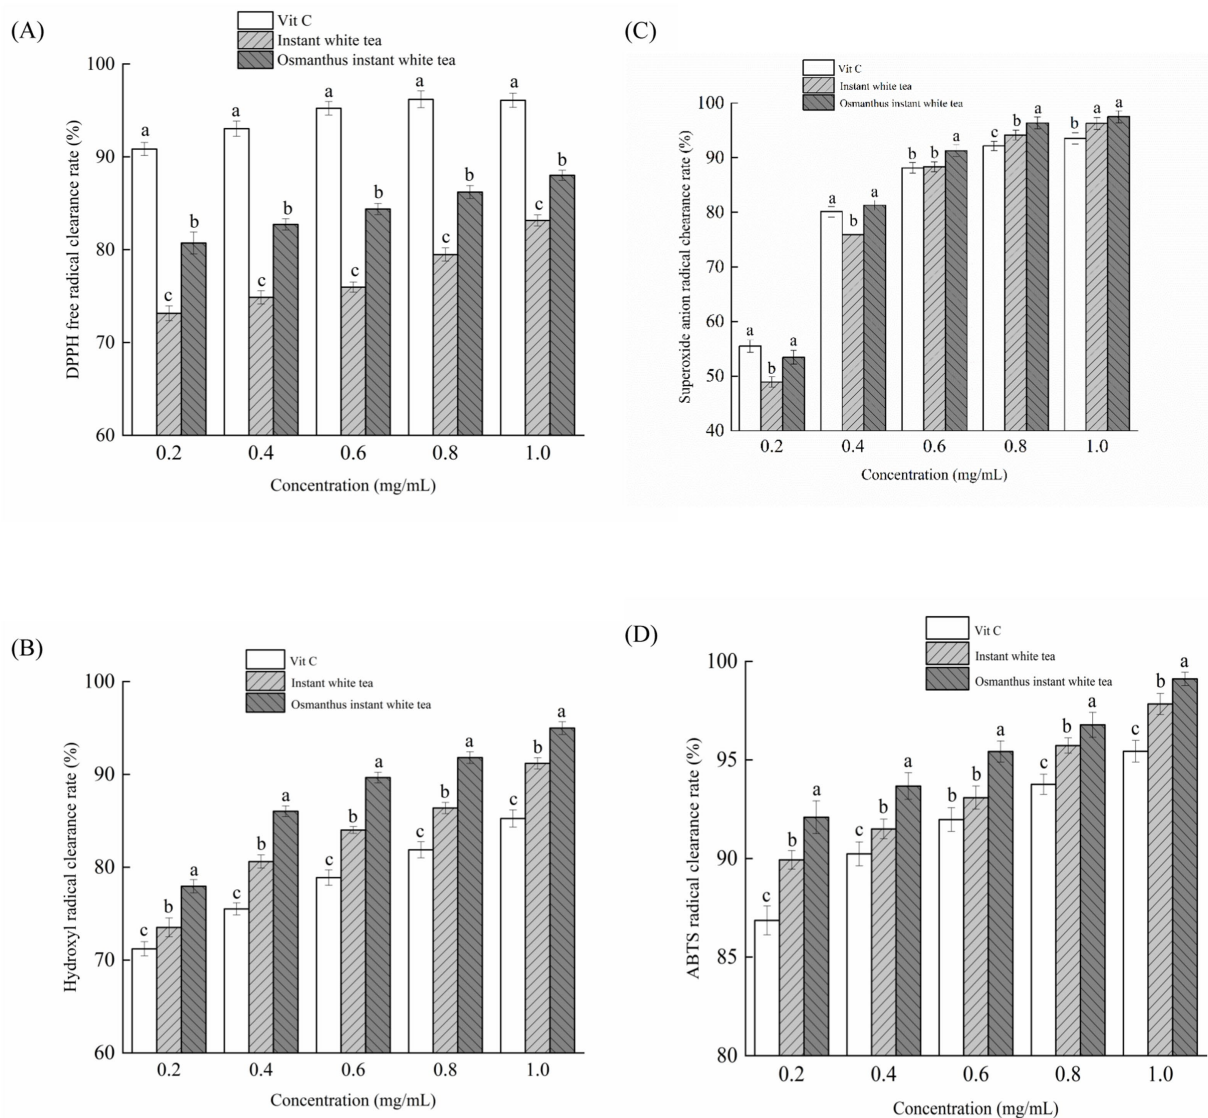 (A)
Vit C
Instant white tea
Osmanthus instant white tea
DPPH free radical clearance rate (%)
100
90
80
70
60
a
c
b
a
c
b
a
c
b
a
c
b
a
c
b
0.2 0.4 0.6 0.8 1.0
Concentration (mg/mL)
(C)
Vit C
Instant white tea
Osmanthus instant white tea
Superoxide anion radical chearance rate (%)
100
90
80
70
60
50
40
a
b
a
a
b
a
b
b
a
c
b
a
b
a
a
0.2 0.4 0.6 0.8 1.0
Concentration (mg/mL)
(B)
Vit C
Instant white tea
Osmanthus instant white tea
Hydroxyl radical clearance rate (%)
100
90
80
70
60
c
b
a
c
b
a
c
b
a
c
b
a
c
b
a
0.2 0.4 0.6 0.8 1.0
Concentration (mg/mL)
(D)
Vit C
Instant white tea
Osmanthus instant white tea
ABTS radical clearance rate (%)
100
95
90
85
80
c
b
a
c
b
a
b
b
a
c
b
a
c
b
a
0.2 0.4 0.6 0.8 1.0
Concentration (mg/mL)